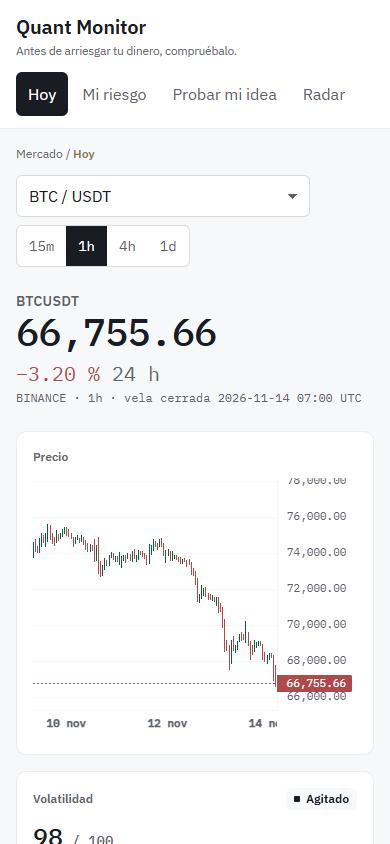 Quant Monitor
Antes de arriesgar tu dinero, compruébalo.
Hoy Mi riesgo Probar mi idea Radar
Mercado / Hoy
BTC / USDT
15m 1h 4h 1d
BTCUSDT
66,755.66
−3.20 % 24 h
BINANCE · 1h · vela cerrada 2026-11-14 07:00 UTC
Precio
78,000.00
76,000.00
74,000.00
72,000.00
70,000.00
68,000.00
66,755.66
66,000.00
10 nov 12 nov 14 n
Volatilidad Agitado
98 / 100